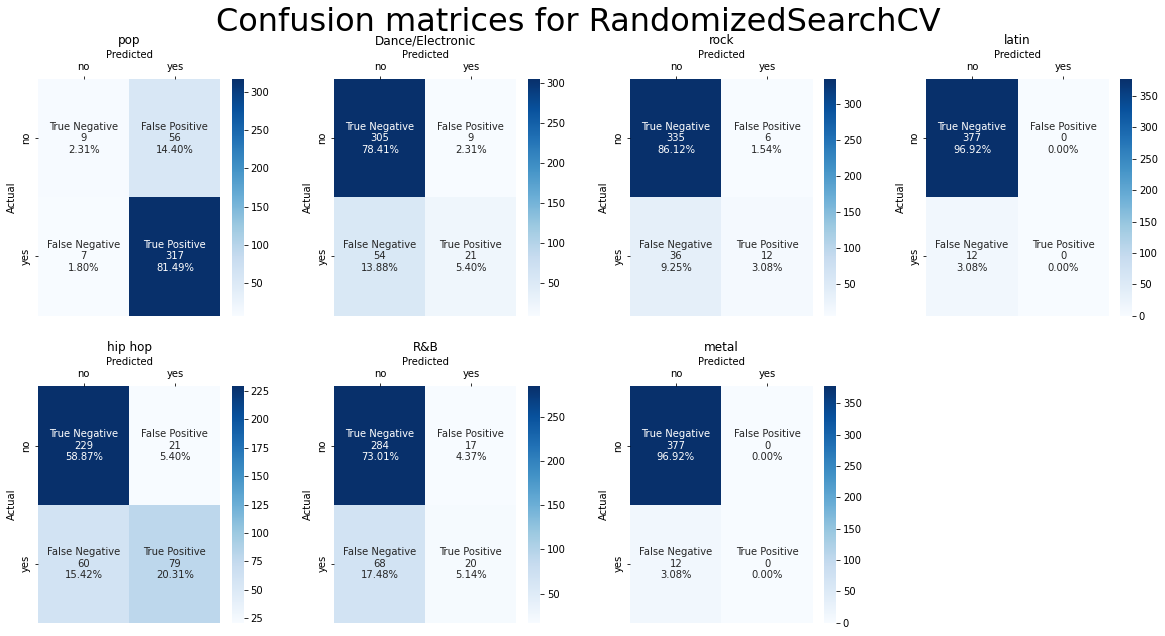 Confusion matrices for RandomizedSearchCV
pop
Predicted
no yes
Actual
no
True Negative
9
2.31%
False Positive
56
14.40%
yes
False Negative
7
1.80%
True Positive
317
81.49%
300
250
200
150
100
50
Dance/Electronic
Predicted
no yes
Actual
no
True Negative
305
78.41%
False Positive
9
2.31%
yes
False Negative
54
13.88%
True Positive
21
5.40%
300
250
200
150
100
50
rock
Predicted
no yes
Actual
no
True Negative
335
86.12%
False Positive
6
1.54%
yes
False Negative
36
9.25%
True Positive
12
3.08%
300
250
200
150
100
50
latin
Predicted
no yes
Actual
no
True Negative
377
96.92%
False Positive
0
0.00%
yes
False Negative
12
3.08%
True Positive
0
0.00%
350
300
250
200
150
100
50
0
hip hop
Predicted
no yes
Actual
no
True Negative
229
58.87%
False Positive
21
5.40%
yes
False Negative
60
15.42%
True Positive
79
20.31%
225
200
175
150
125
100
75
50
25
R&B
Predicted
no yes
Actual
no
True Negative
284
73.01%
False Positive
17
4.37%
yes
False Negative
68
17.48%
True Positive
20
5.14%
250
200
150
100
50
metal
Predicted
no yes
Actual
no
True Negative
377
96.92%
False Positive
0
0.00%
yes
False Negative
12
3.08%
True Positive
0
0.00%
350
300
250
200
150
100
50
0